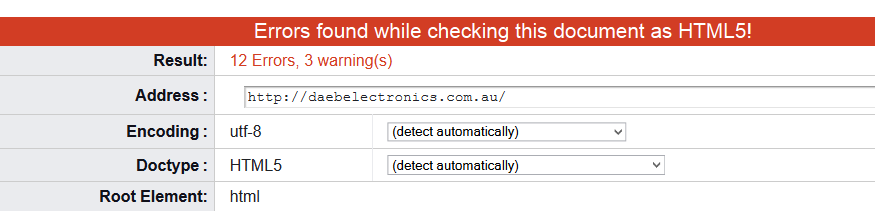 Errors found while checking this document as HTML5!
Result: 12 Errors, 3 warning(s)
Address : http://daebelectronics.com.au/
Encoding : utf-8 (detect automatically)
Doctype : HTML5 (detect automatically)
Root Element: html